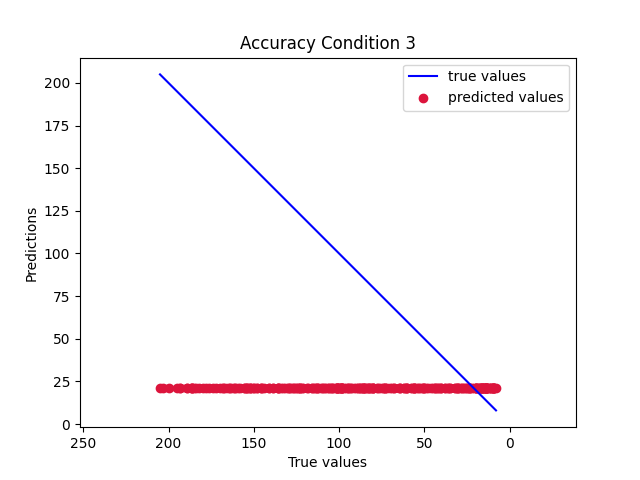 Accuracy Condition 3
true values
predicted values
Predictions
200
175
150
125
100
75
50
25
0
250 200 150 100 50 0
True values